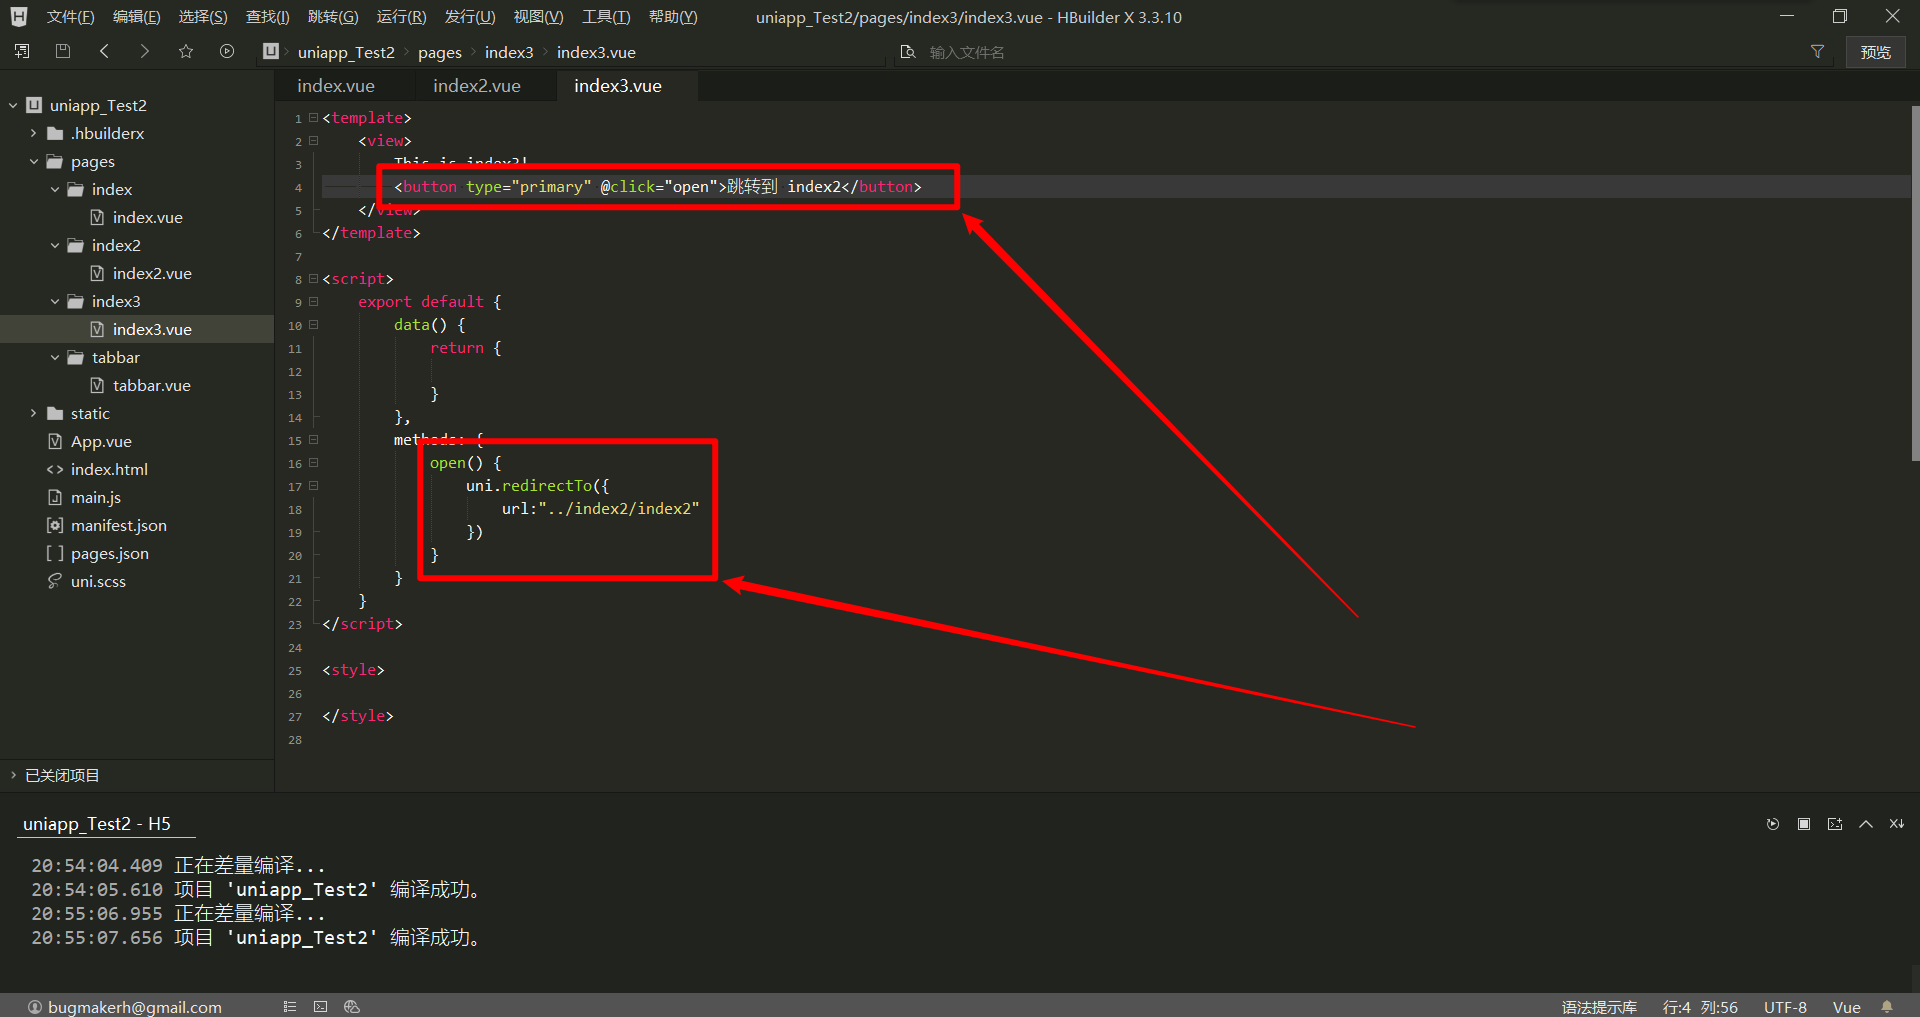 文件(F) 编辑(E) 选择(S) 查找(I) 跳转(G) 运行(R) 发行(U) 视图(V) 工具(T) 帮助(Y) uniapp_Test2/pages/index3/index3.vue - HBuilder X 3.3.10
uniapp_Test2 pages index3 index3.vue 输入文件名 预览
index.vue index2.vue index3.vue
uniapp_Test2
.hbuilderx
pages
index
index.vue
index2
index2.vue
index3
index3.vue
tabbar
tabbar.vue
static
App.vue
index.html
main.js
manifest.json
pages.json
uni.scss
已关闭项目
1 <template>
2 <view>
3 This is index3!
4 <button type="primary" @click="open">跳转到 index2</button>
5 </view>
6 </template>
7
8 <script>
9 export default {
10 data() {
11 return {
12
13 }
14 },
15 methods: {
16 open() {
17 uni.redirectTo({
18 url:"../index2/index2"
19 })
20 }
21 }
22 }
23 </script>
24
25 <style>
26
27 </style>
28
uniapp_Test2 - H5
20:54:04.409 正在差量编译...
20:54:05.610 项目 'uniapp_Test2' 编译成功。
20:55:06.955 正在差量编译...
20:55:07.656 项目 'uniapp_Test2' 编译成功。
bugmakerh@gmail.com 语法提示库 行:4 列:56 UTF-8 Vue